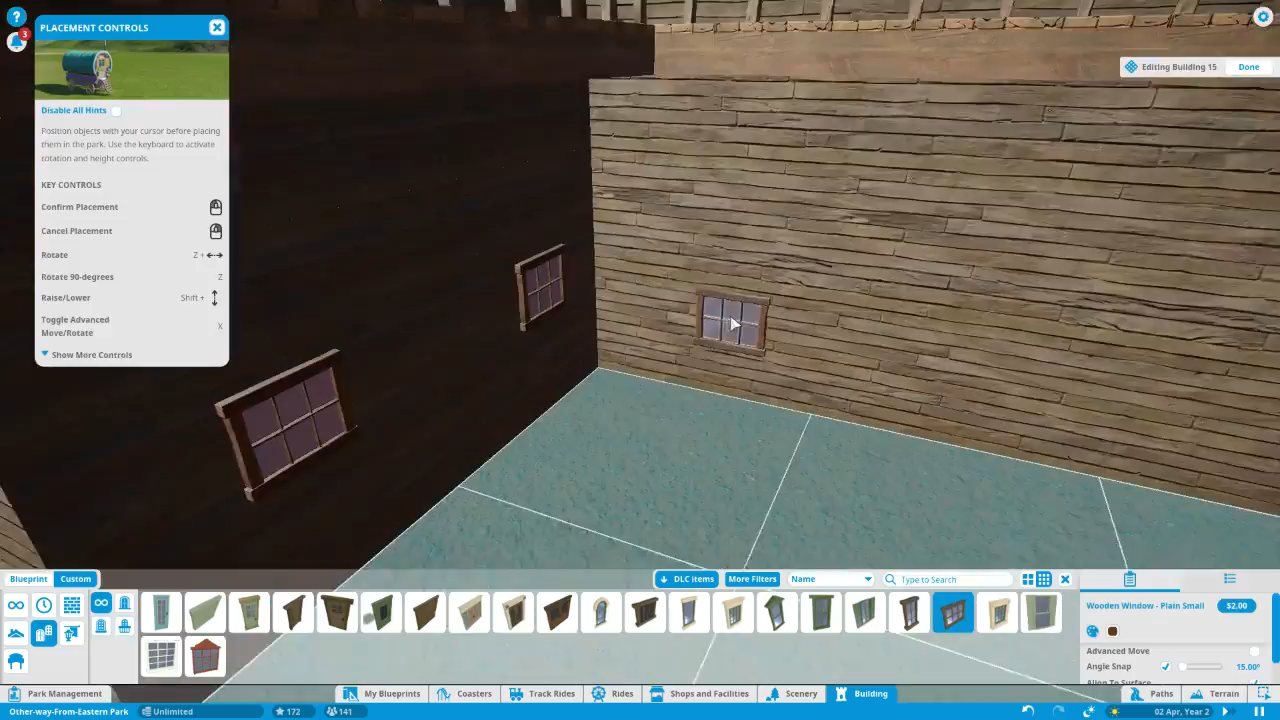 ?
3
PLACEMENT CONTROLS
Disable All Hints
Position objects with your cursor before placing
them in the park. Use the keyboard to activate
rotation and height controls.
KEY CONTROLS
Confirm Placement
Cancel Placement
Rotate Z +
Rotate 90-degrees Z
Raise/Lower Shift +
Toggle Advanced
Move/Rotate X
Show More Controls
Editing Building 15 Done
Blueprint Custom
DLC items More Filters Name Type to Search
Wooden Window - Plain Small $2.00
Advanced Move
Angle Snap 15.00°
Align To Surface
Park Management My Blueprints Coasters Track Rides Rides Shops and Facilities Scenery Building Paths Terrain
Other-way-From-Eastern Park Unlimited 172 141 02 Apr, Year 2